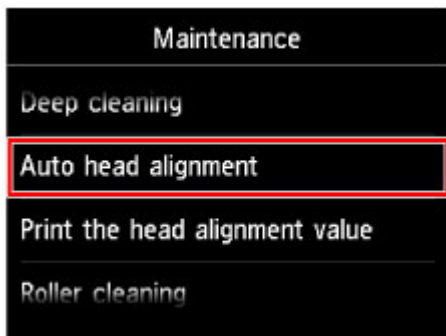 Maintenance
Deep cleaning
Auto head alignment
Print the head alignment value
Roller cleaning